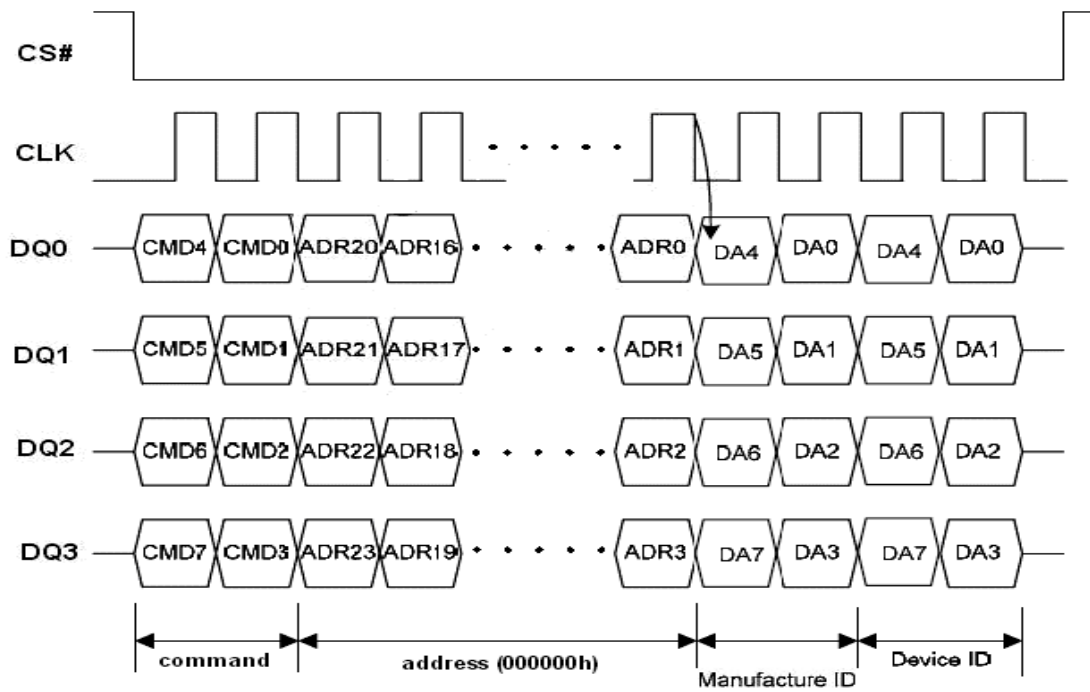 CS#
CLK
DQ0 CMD4 CMD0 ADR20 ADR16 ADR0 DA4 DA0 DA4 DA0
DQ1 CMD5 CMD1 ADR21 ADR17 ADR1 DA5 DA1 DA5 DA1
DQ2 CMD6 CMD2 ADR22 ADR18 ADR2 DA6 DA2 DA6 DA2
DQ3 CMD7 CMD3 ADR23 ADR19 ADR3 DA7 DA3 DA7 DA3
command address (000000h) Manufacture ID Device ID